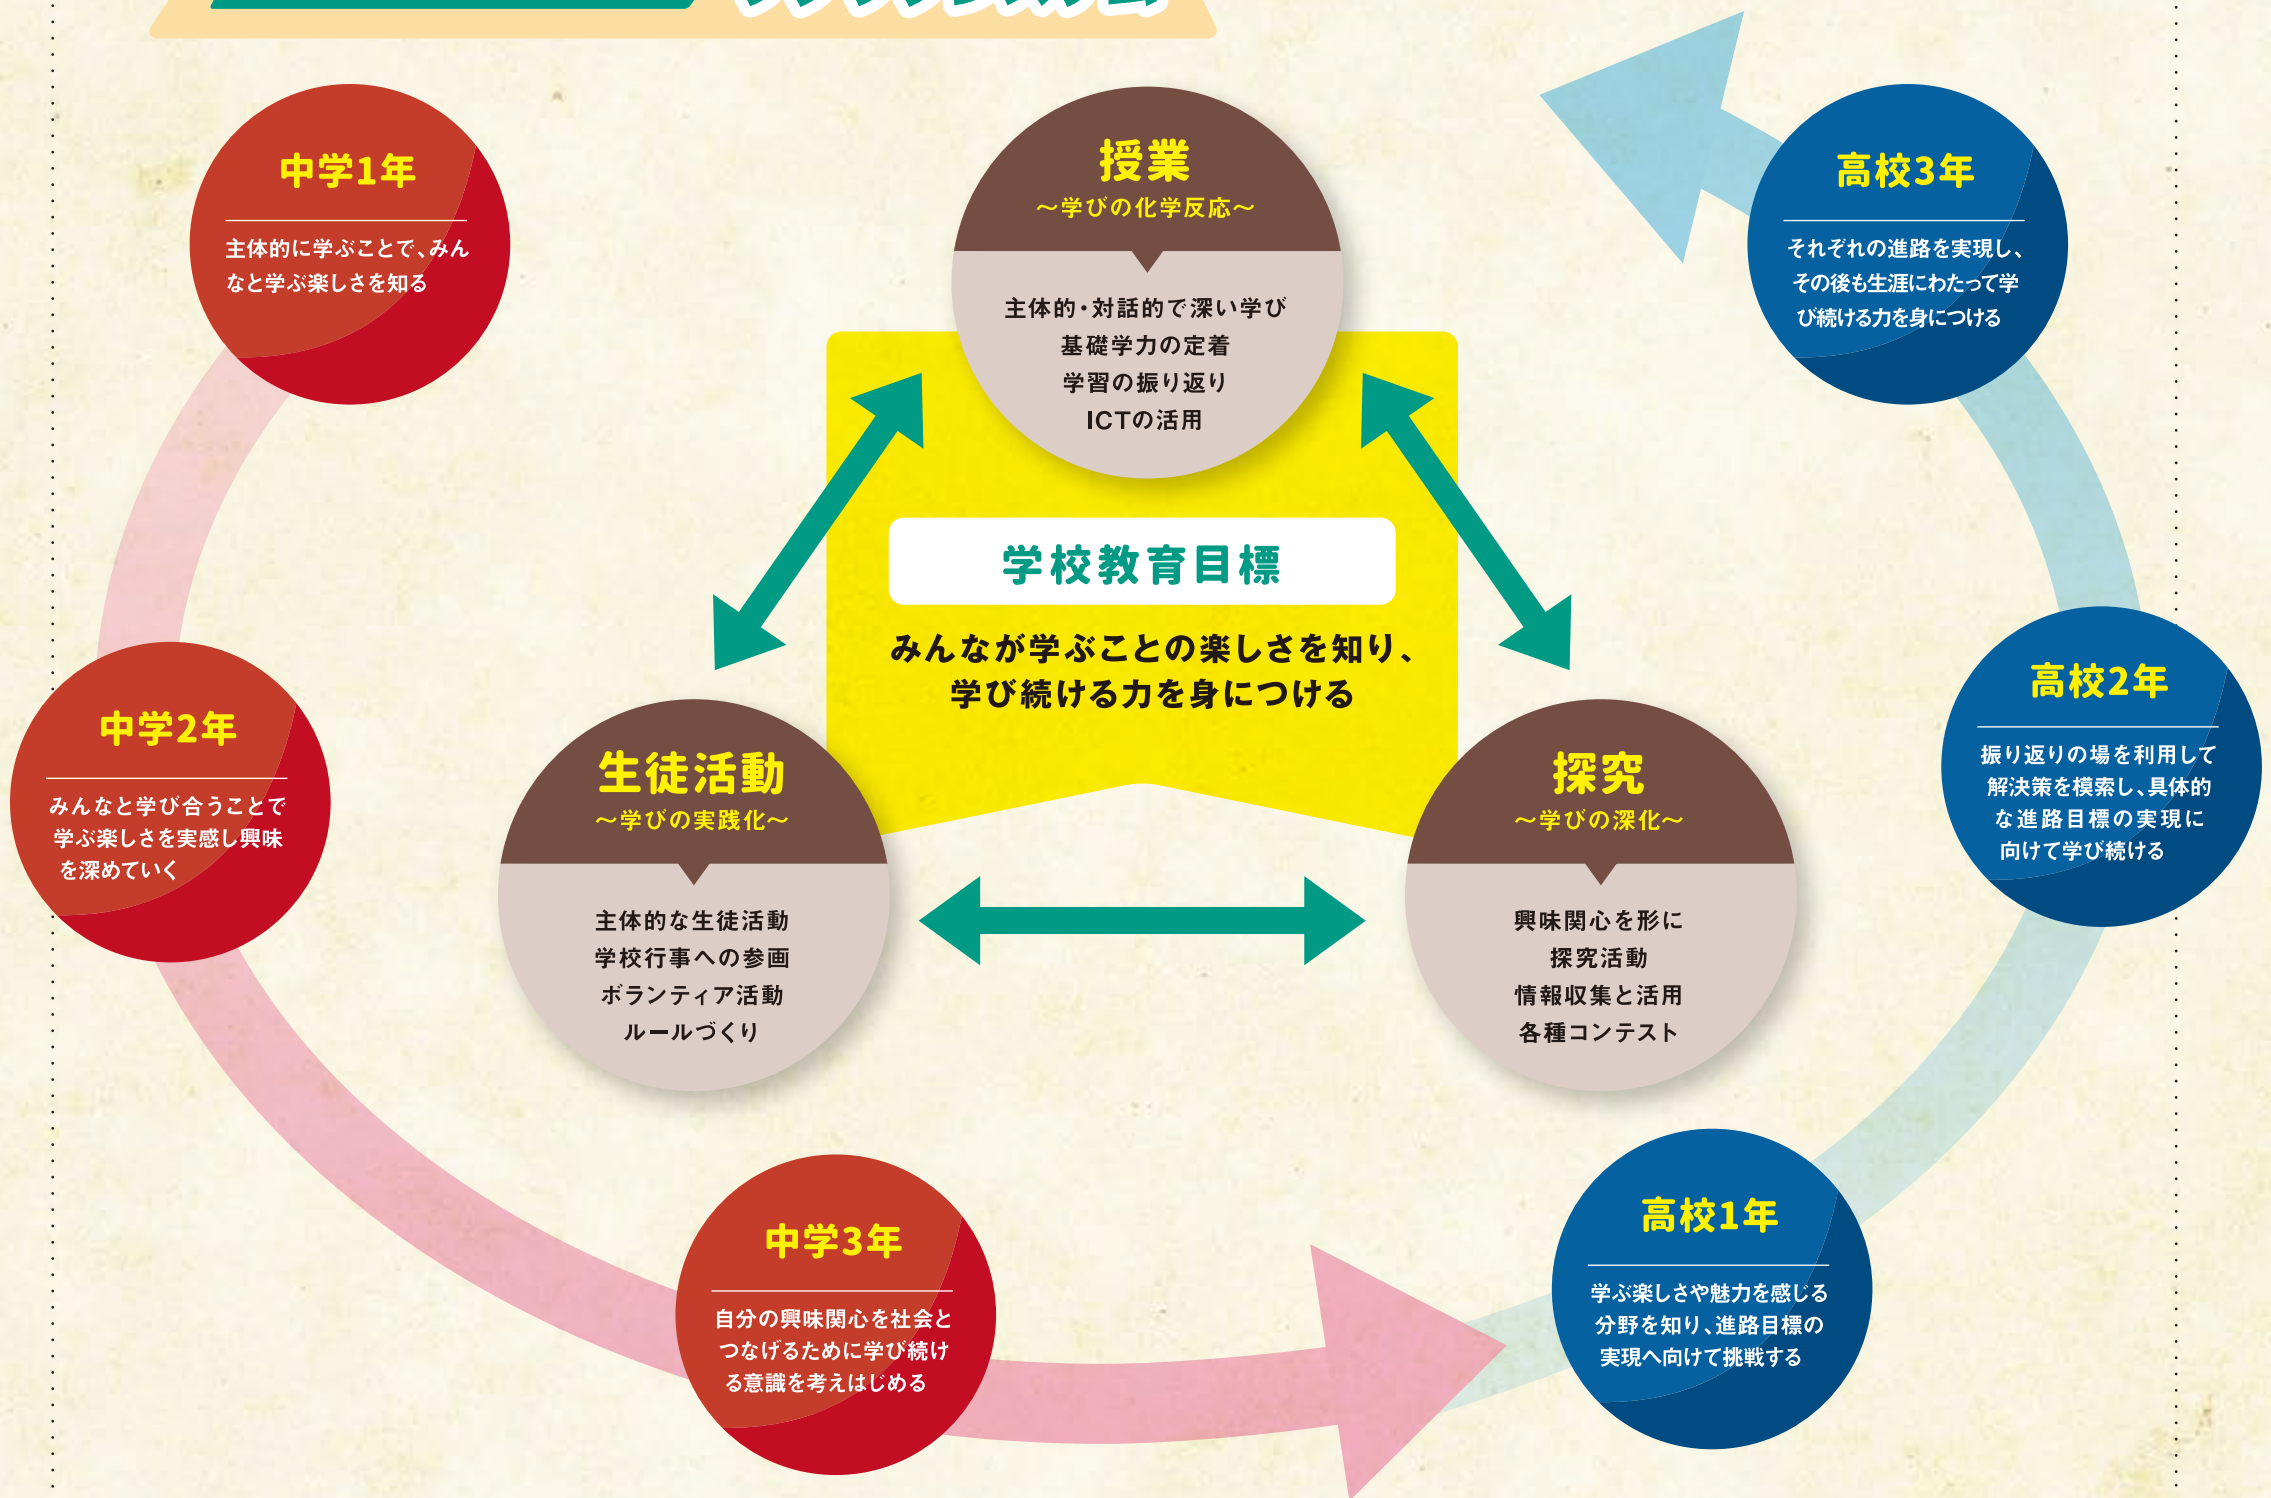 中学1年
主体的に学ぶことで、みん
なと学ぶ楽しさを知る
授業
～学びの化学反応～
主体的・対話的で深い学び
基礎学力の定着
学習の振り返り
ICTの活用
高校3年
それぞれの進路を実現し、
その後も生涯にわたって学
び続ける力を身につける
学校教育目標
みんなが学ぶことの楽しさを知り、
学び続ける力を身につける
中学2年
みんなと学び合うことで
学ぶ楽しさを実感し興味
を深めていく
生徒活動
～学びの実践化～
主体的な生徒活動
学校行事への参画
ボランティア活動
ルールづくり
探究
～学びの深化～
興味関心を形に
探究活動
情報収集と活用
各種コンテスト
高校2年
振り返りの場を利用して
解決策を模索し、具体的
な進路目標の実現に
向けて学び続ける
中学3年
自分の興味関心を社会と
つなげるために学び続け
る意識を考えはじめる
高校1年
学ぶ楽しさや魅力を感じる
分野を知り、進路目標の
実現へ向けて挑戦する